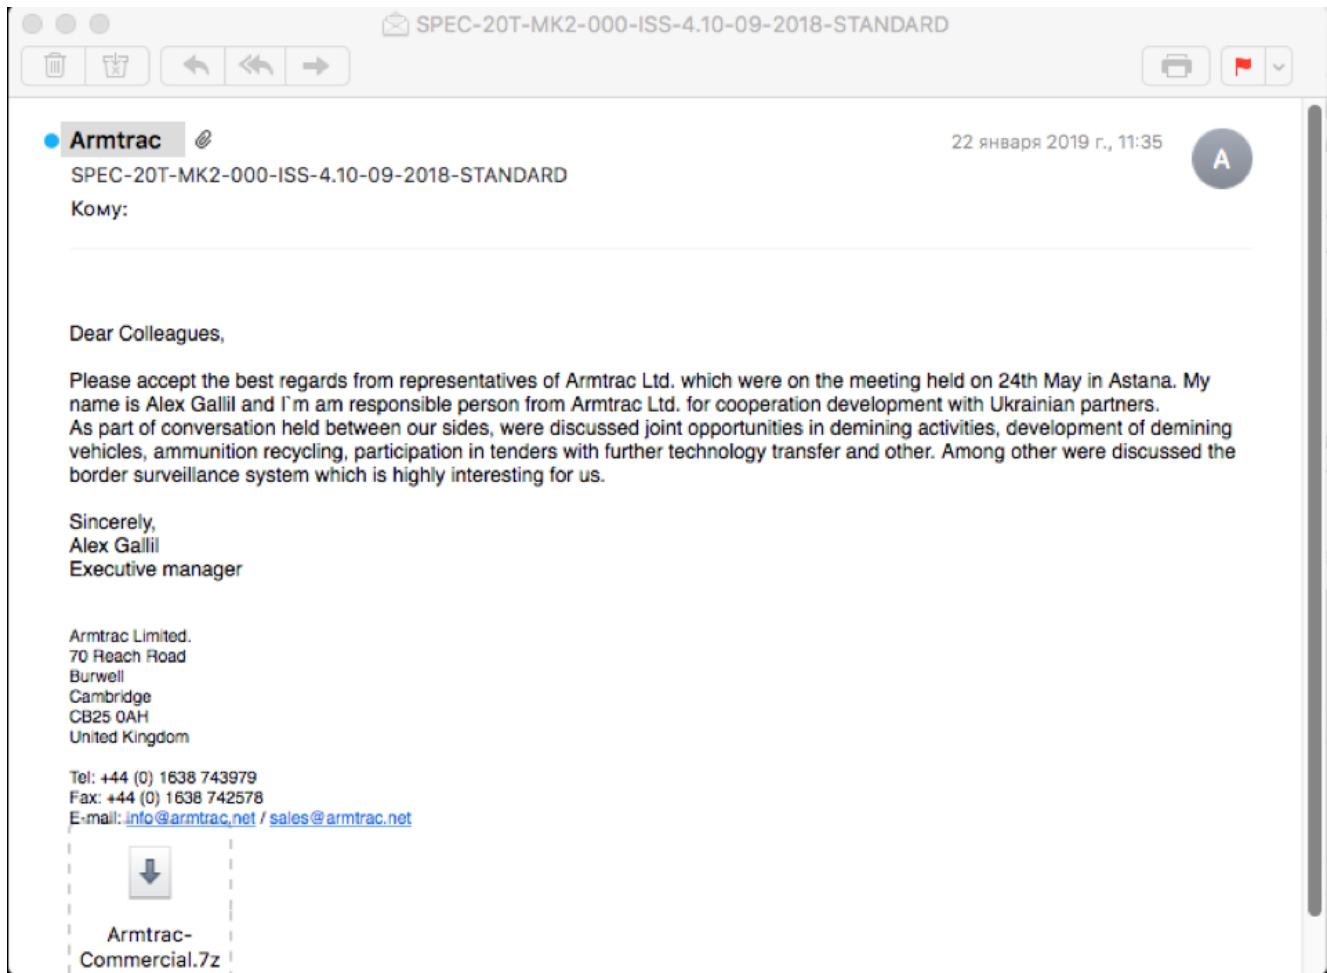 SPEC-20T-MK2-000-ISS-4.10-09-2018-STANDARD
Armtrac
22 января 2019 г., 11:35
A
SPEC-20T-MK2-000-ISS-4.10-09-2018-STANDARD
Кому:
Dear Colleagues,
Please accept the best regards from representatives of Armtrac Ltd. which were on the meeting held on 24th May in Astana. My
name is Alex Gallil and I`m am responsible person from Armtrac Ltd. for cooperation development with Ukrainian partners.
As part of conversation held between our sides, were discussed joint opportunities in demining activities, development of demining
vehicles, ammunition recycling, participation in tenders with further technology transfer and other. Among other were discussed the
border surveillance system which is highly interesting for us.
Sincerely,
Alex Gallil
Executive manager
Armtrac Limited.
70 Reach Road
Burwell
Cambridge
CB25 0AH
United Kingdom
Tel: +44 (0) 1638 743979
Fax: +44 (0) 1638 742578
E-mail: info@armtrac.net / sales@armtrac.net
Armtrac-
Commercial.7z